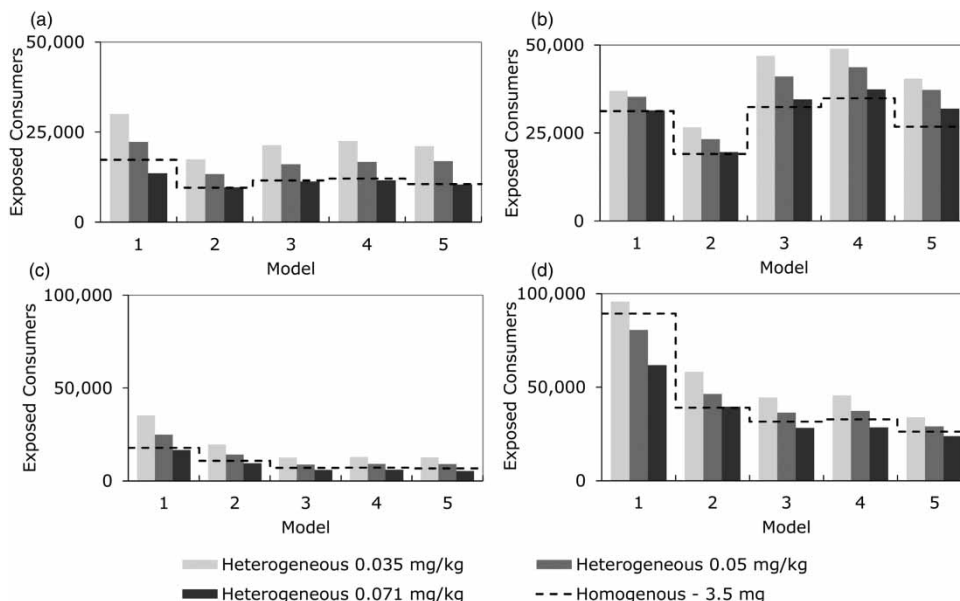 (a)
50,000
25,000
0
Exposed Consumers
1 2 3 4 5
Model
(b)
50,000
25,000
0
Exposed Consumers
1 2 3 4 5
Model
(c)
100,000
50,000
0
Exposed Consumers
1 2 3 4 5
Model
(d)
100,000
50,000
0
Exposed Consumers
1 2 3 4 5
Model
Heterogeneous 0.035 mg/kg
Heterogeneous 0.05 mg/kg
Heterogeneous 0.071 mg/kg
Homogenous - 3.5 mg